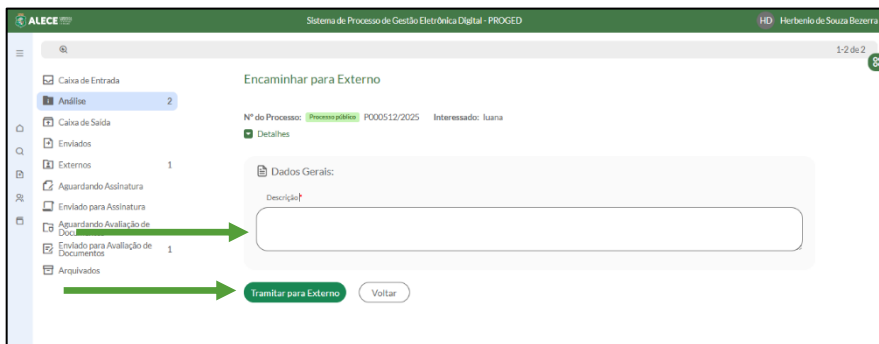 ALECE
Sistema de Processo de Gestão Eletrônica Digital - PROGED
HD Herbenio de Souza Bezerra
1-2 de 2
Caixa de Entrada
Análise 2
Caixa de Saída
Enviados
Externos 1
Aguardando Assinatura
Enviado para Assinatura
Aguardando Avaliação de
Enviado para Avaliação de
Documentos 1
Arquivados
Encaminhar para Externo
Nº do Processo: Processo público P000512/2025 Interessado: luana
Detalhes
Dados Gerais:
Descrição*
Tramitar para Externo
Voltar